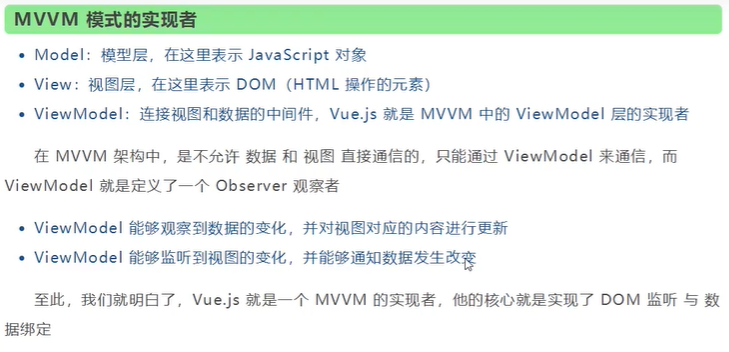 MVVM 模式的实现者
Model：模型层，在这里表示 JavaScript 对象
View：视图层，在这里表示 DOM（HTML 操作的元素）
ViewModel：连接视图和数据的中间件，Vue.js 就是 MVVM 中的 ViewModel 层的实现者
在 MVVM 架构中，是不允许 数据 和 视图 直接通信的，只能通过 ViewModel 来通信，而
ViewModel 就是定义了一个 Observer 观察者
ViewModel 能够观察到数据的变化，并对视图对应的内容进行更新
ViewModel 能够监听到视图的变化，并能够通知数据发生改变
至此，我们就明白了，Vue.js 就是一个 MVVM 的实现者，他的核心就是实现了 DOM 监听 与 数
据绑定